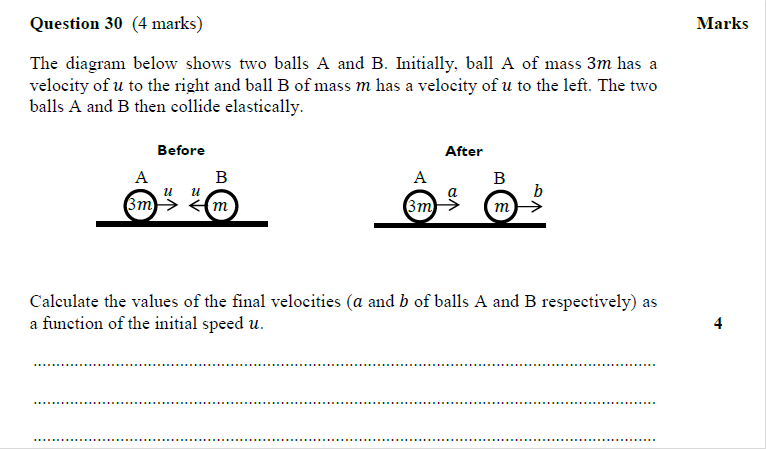 Question 30 (4 marks) Marks
The diagram below shows two balls A and B. Initially, ball A of mass 3m has a
velocity of u to the right and ball B of mass m has a velocity of u to the left. The two
balls A and B then collide elastically.
Before After
A B A B
u u a b
3m m 3m m
Calculate the values of the final velocities (a and b of balls A and B respectively) as
a function of the initial speed u. 4